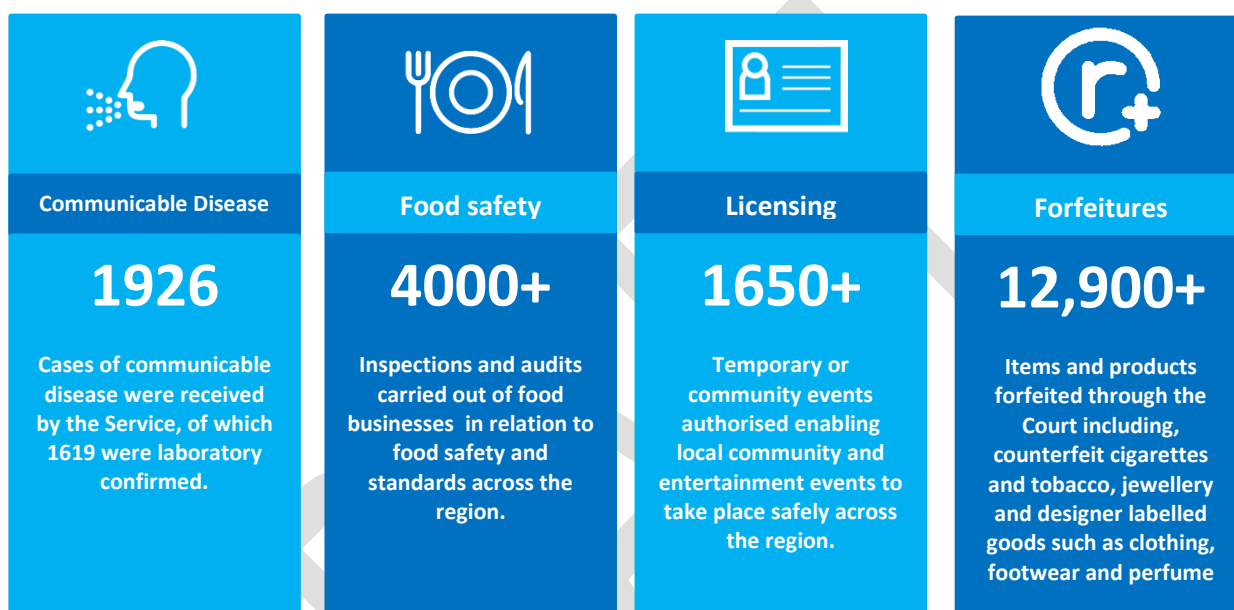 Communicable Disease
1926
Cases of communicable
disease were received
by the Service, of which
1619 were laboratory
confirmed.
Food safety
4000+
Inspections and audits
carried out of food
businesses in relation to
food safety and
standards across the
region.
Licensing
1650+
Temporary or
community events
authorised enabling
local community and
entertainment events to
take place safely across
the region.
r+
Forfeitures
12,900+
Items and products
forfeited through the
Court including,
counterfeit cigarettes
and tobacco, jewellery
and designer labelled
goods such as clothing,
footwear and perfume